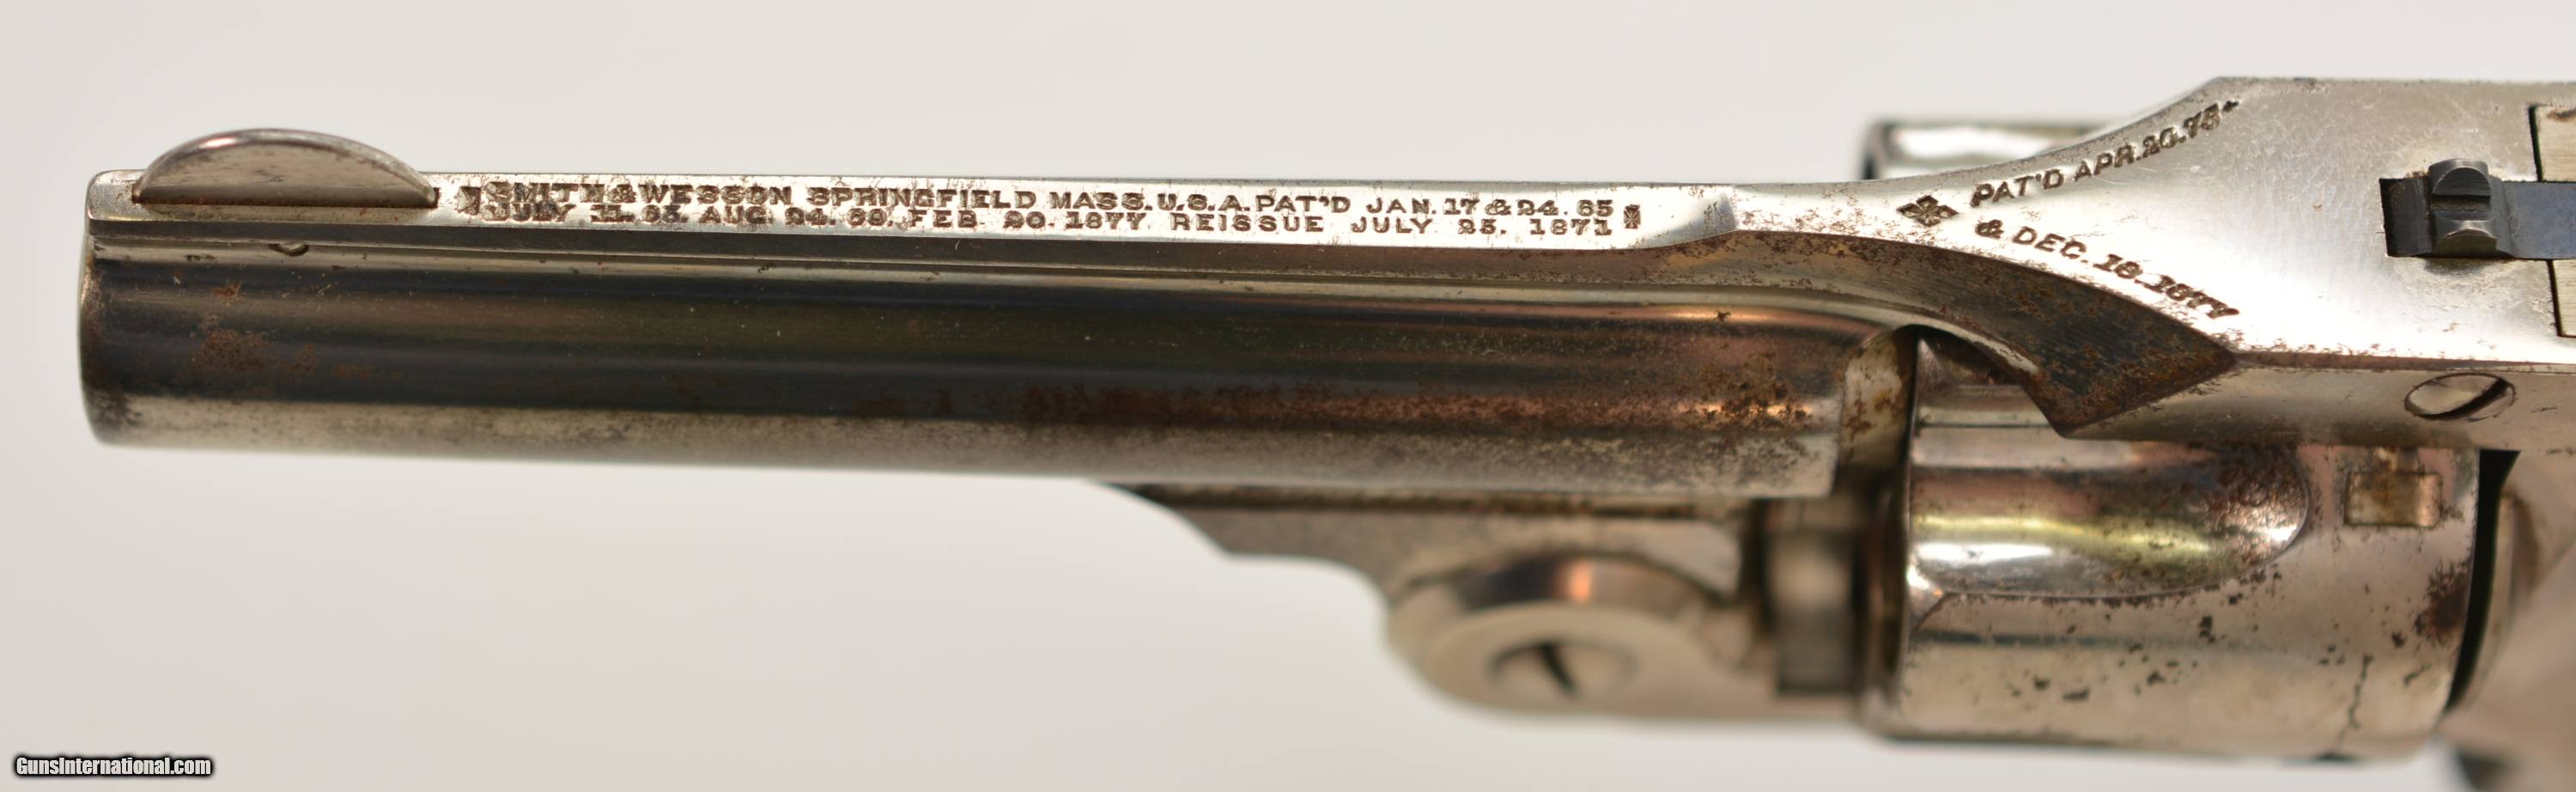 SMITH & WESSON SPRINGFIELD MASS. U.S.A. PAT'D JAN. 17 & 24. 65
JULY 11. 65. AUG. 24. 69. FEB 20. 1877 REISSUE JULY 25. 1871
PAT'D APR. 20. 75
& DEC. 18. 1877
GunsInternational.com